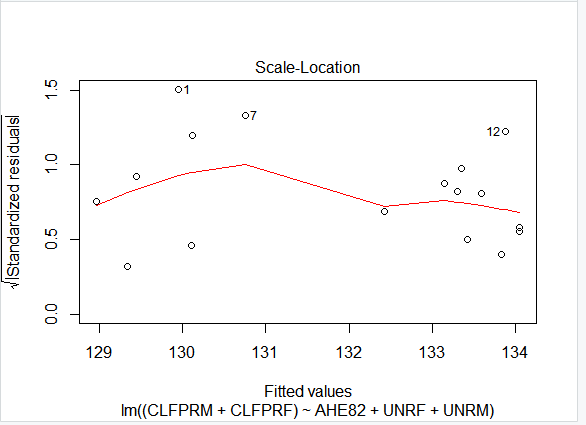 Scale-Location
√|Standardized residuals|
1.5
1.0
0.5
0.0
1
7
12
129 130 131 132 133 134
Fitted values
lm((CLFPRM + CLFPRF) ~ AHE82 + UNRF + UNRM)